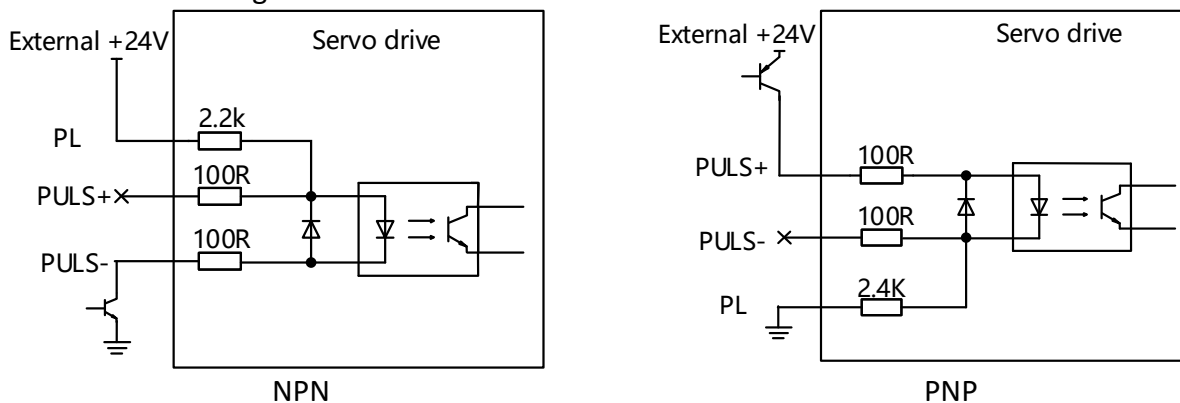 g
External +24V
Servo drive
2.2k
PL
100R
PULS+
100R
PULS-
NPN
External +24V
Servo drive
100R
PULS+
100R
PULS-
2.4K
PL
PNP